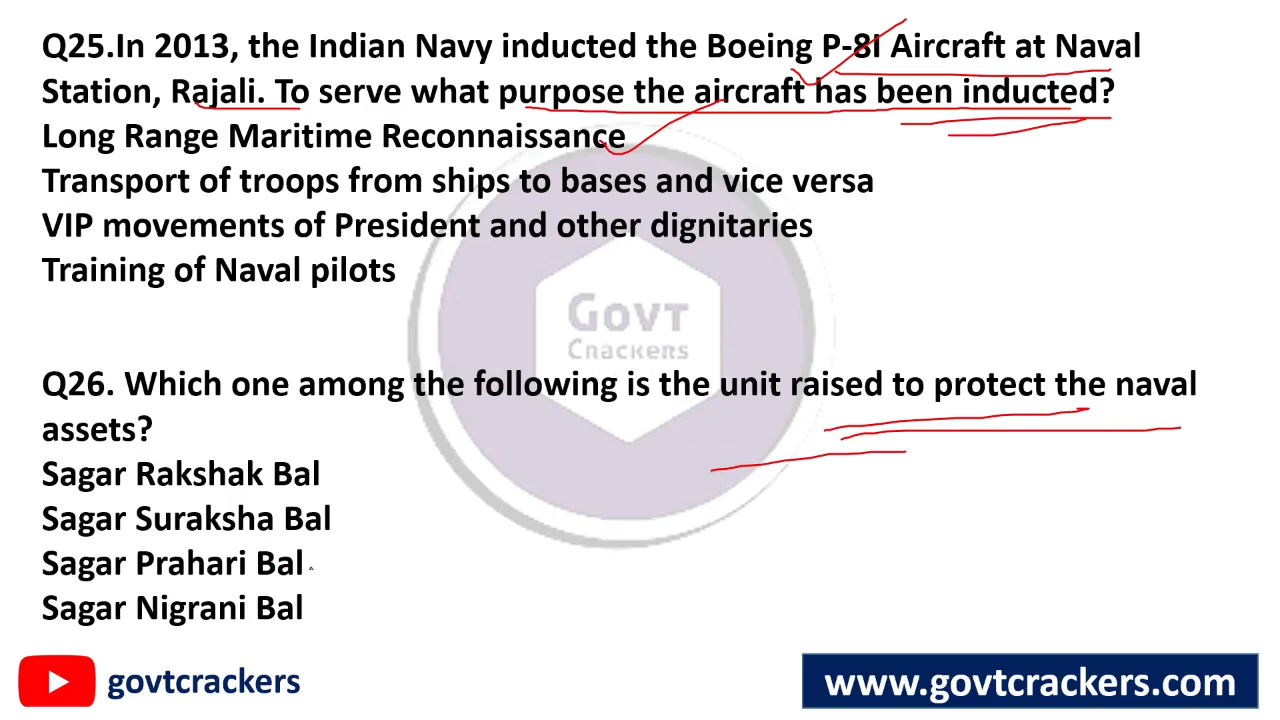 Q25.In 2013, the Indian Navy inducted the Boeing P-8I Aircraft at Naval
Station, Rajali. To serve what purpose the aircraft has been inducted?
Long Range Maritime Reconnaissance
Transport of troops from ships to bases and vice versa
VIP movements of President and other dignitaries
Training of Naval pilots
GOVT
CRACKERS
Q26. Which one among the following is the unit raised to protect the naval
assets?
Sagar Rakshak Bal
Sagar Suraksha Bal
Sagar Prahari Bal
Sagar Nigrani Bal
govtcrackers
www.govtcrackers.com